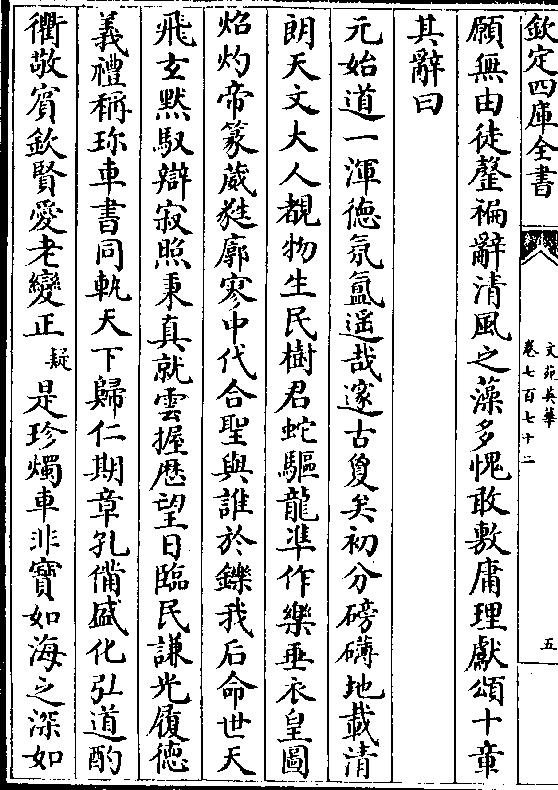 欽定四庫全書
文苑英華
卷七百七十二
五
願無由徒罄褊辭清風之藻多愧敢敷庸理獻頌十章
其辭曰
元始道一渾德氛氲遥哉邃古夐矣初分磅礴地載清
朗天文大人覩物生民樹君蛇驅龍準作樂垂衣皇圖
炤灼帝篆葳甤廓寥中代合聖與誰於鑠我后命世天
飛玄黙馭辯寂照秉真就雲握歴望日臨民謙光履德
義禮稱珎車書同軌天下歸仁期章孔備盛化弘道酌
衢敬賓欽賢愛老變正疑是珍燭車非寶如海之深如